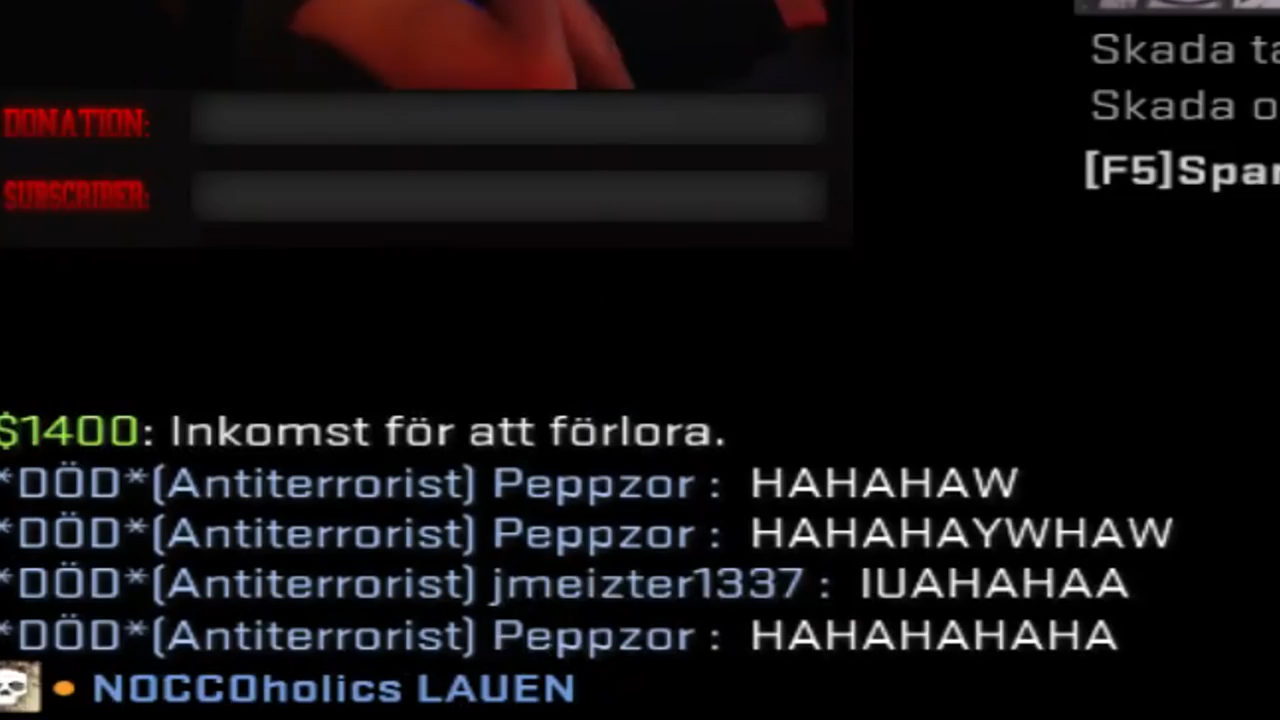 Skada
Skada
DONATION:
[F5]Spar
SUBSCRIBER:
$1400: Inkomst för att förlora.
*DÖD*(Antiterrorist) Peppzor : HAHAHAW
*DÖD*(Antiterrorist) Peppzor : HAHAHAYWHAW
*DÖD*(Antiterrorist) jmeizter1337 : IUAHAHAA
*DÖD*(Antiterrorist) Peppzor : HAHAHAHAHA
• NOCCOholics LAUEN